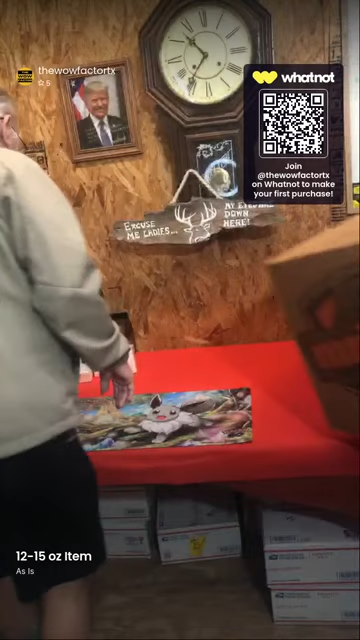 thewowfactortx
☆ 5
whatnot
Join
@thewowfactortx
on Whatnot to make
your first purchase!
EXCUSE
ME LADIES...
MY EYES ARE
DOWN
HERE!
12-15 oz Item
As Is